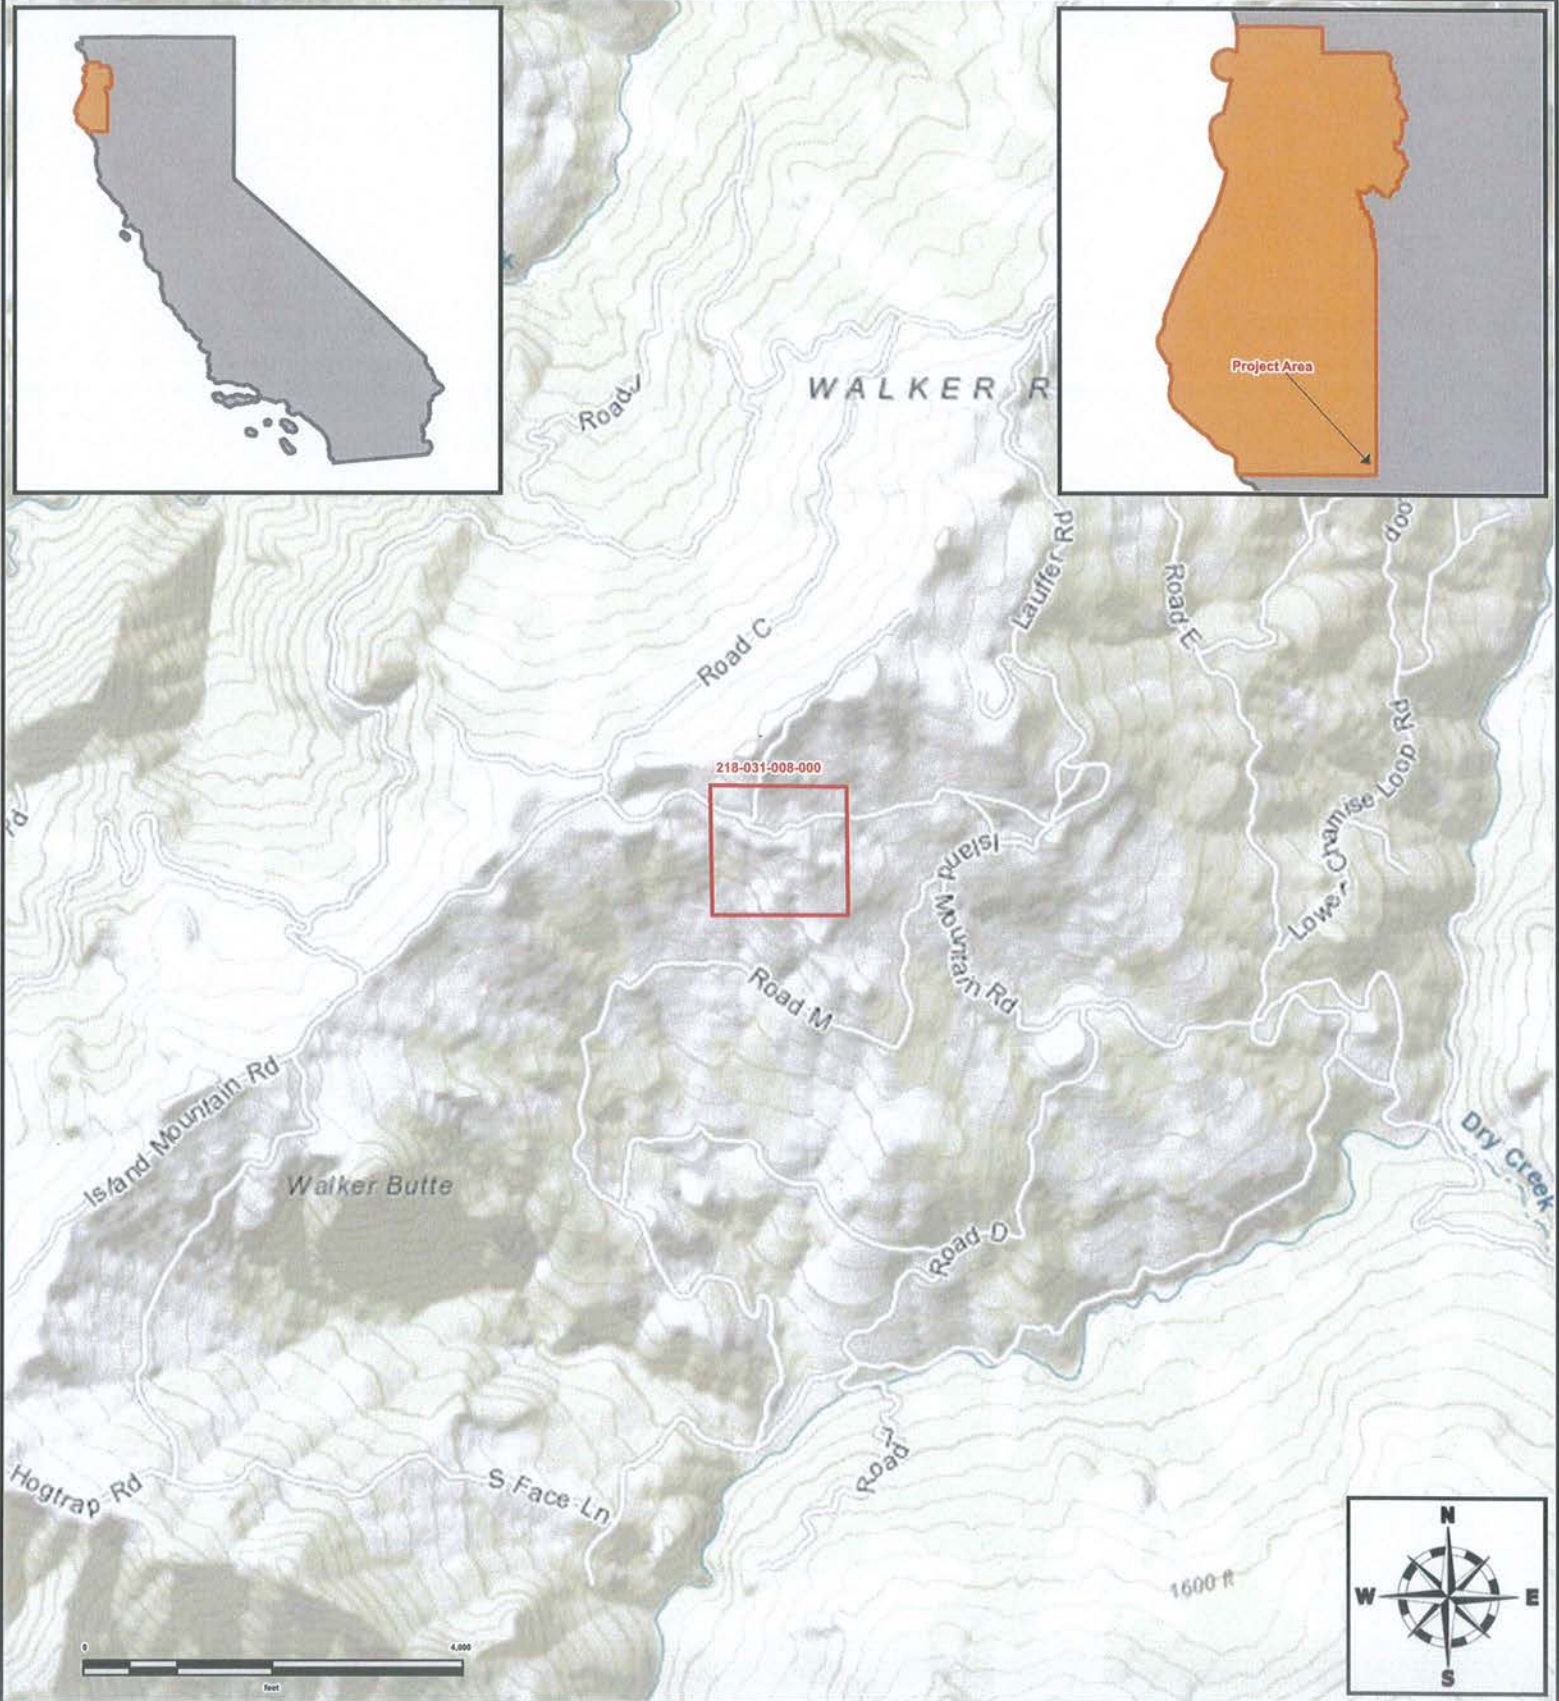 Project Area
WALKER R
Road J
Lauffer Rd
Road E
Road C
218-031-008-000
Lower Chamise Loop Rd
Island Mountain Rd
rd
Road M
Island Mountain Rd
Dry Creek
Walker Butte
Road D
Hogtrap Rd
S Face Ln
Road
1600 ft
N
W
E
S
0
4,000
feet